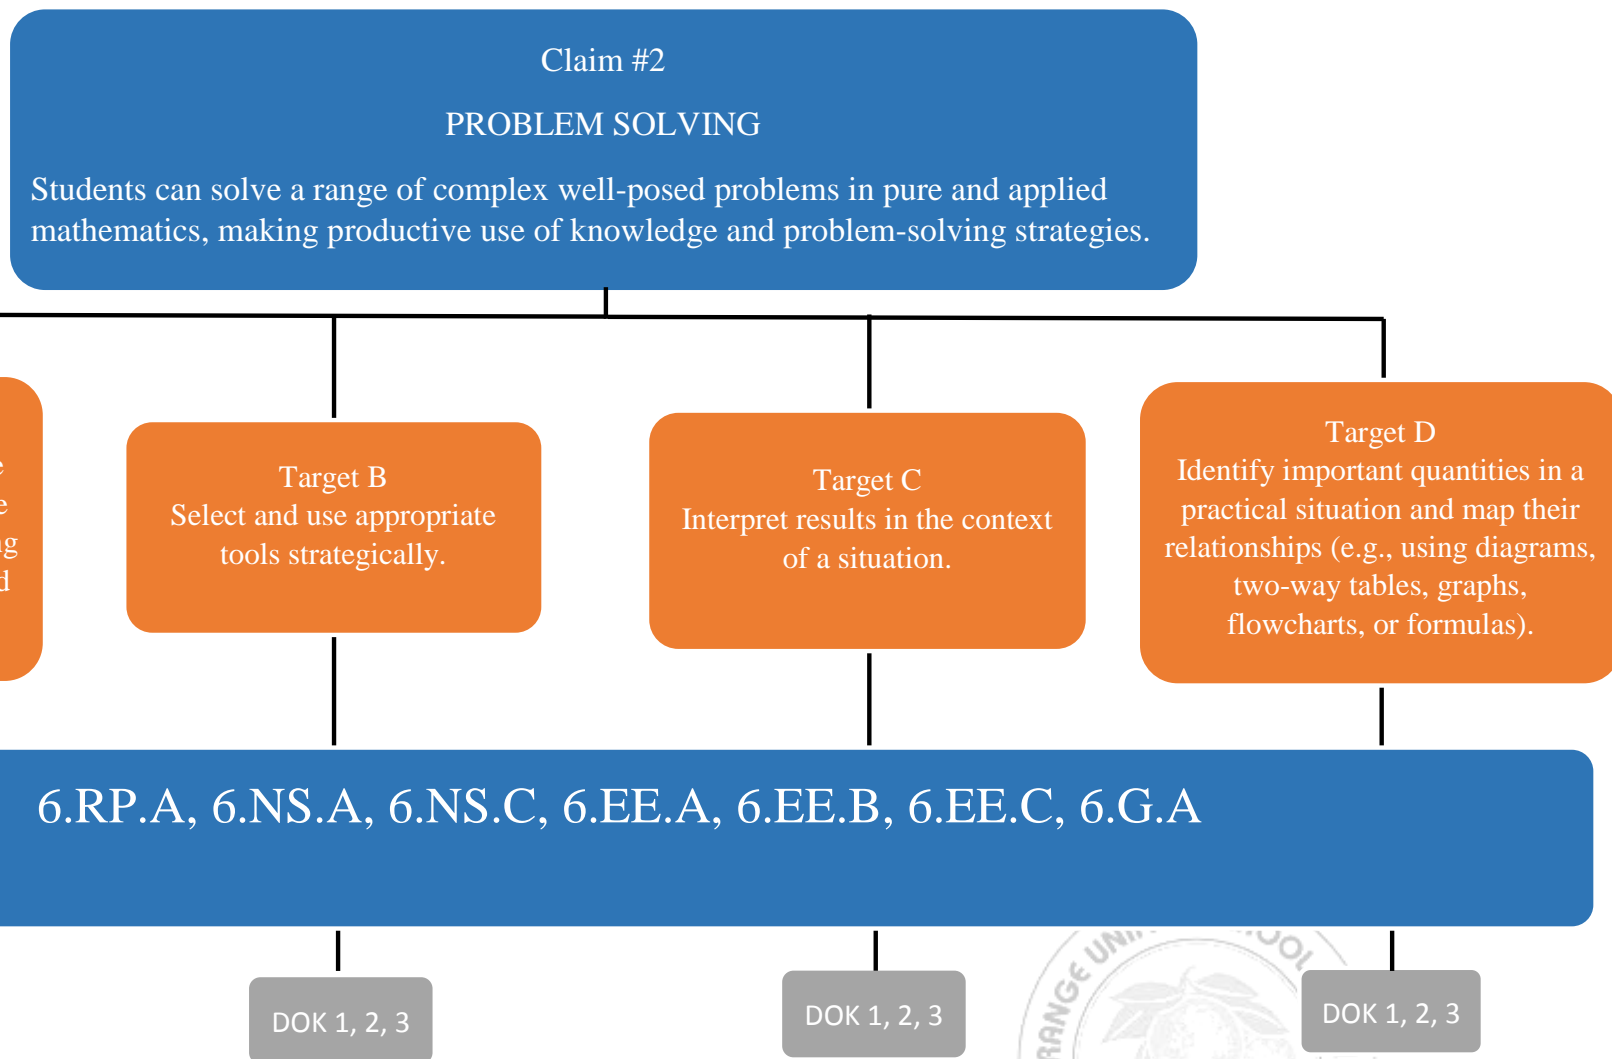 Claim #2
PROBLEM SOLVING
Students can solve a range of complex well-posed problems in pure and applied
mathematics, making productive use of knowledge and problem-solving strategies.
Target B
Select and use appropriate
tools strategically.
Target C
Interpret results in the context
of a situation.
Target D
Identify important quantities in a
practical situation and map their
relationships (e.g., using diagrams,
two-way tables, graphs,
flowcharts, or formulas).
6.RP.A, 6.NS.A, 6.NS.C, 6.EE.A, 6.EE.B, 6.EE.C, 6.G.A
DOK 1, 2, 3
DOK 1, 2, 3
DOK 1, 2, 3